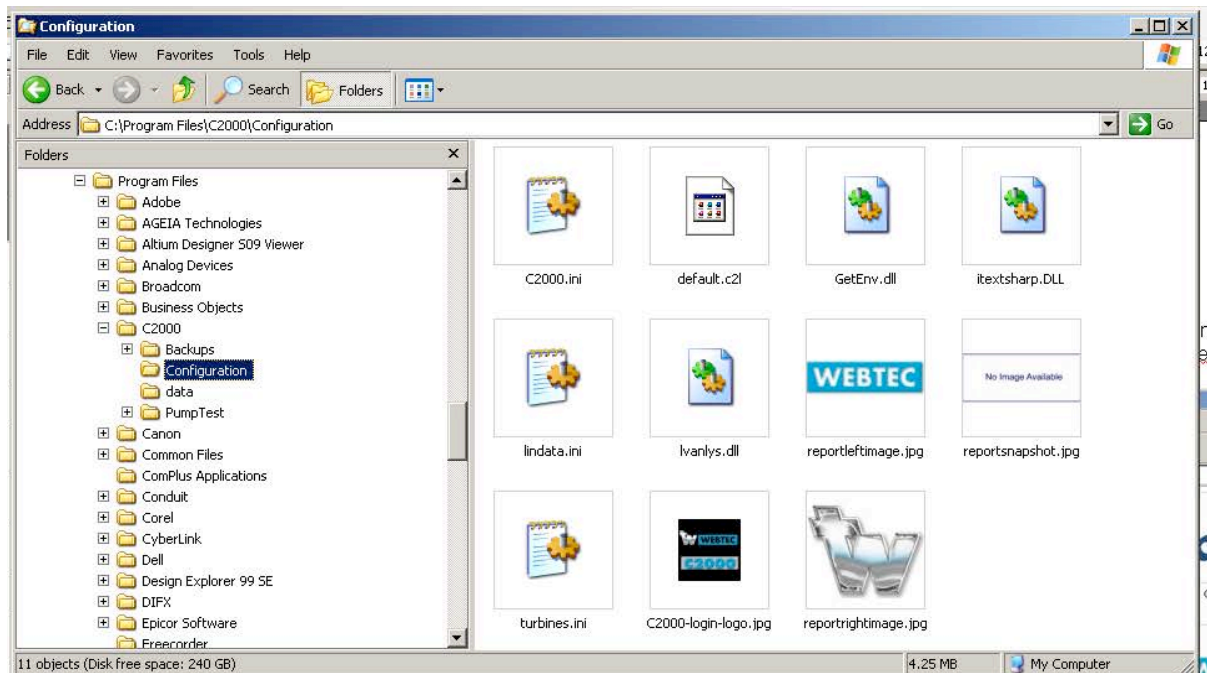 Configuration
File Edit View Favorites Tools Help
Back Search Folders
Address C:\Program Files\C2000\Configuration Go
Folders
Program Files
Adobe
AGEIA Technologies
Altium Designer S09 Viewer
Analog Devices
Broadcom
Business Objects
C2000
Backups
Configuration
data
PumpTest
Canon
Common Files
ComPlus Applications
Conduit
Corel
CyberLink
Dell
Design Explorer 99 SE
DIFX
Epicor Software
Freecorder
C2000.ini default.c2l GetEnv.dll itextsharp.DLL
WEBTEC No Image Available
lindata.ini lvanlys.dll reportleftimage.jpg reportsnapshot.jpg
WEBTEC
C2000
turbines.ini C2000-login-logo.jpg reportrightimage.jpg
11 objects (Disk free space: 240 GB) 4.25 MB My Computer